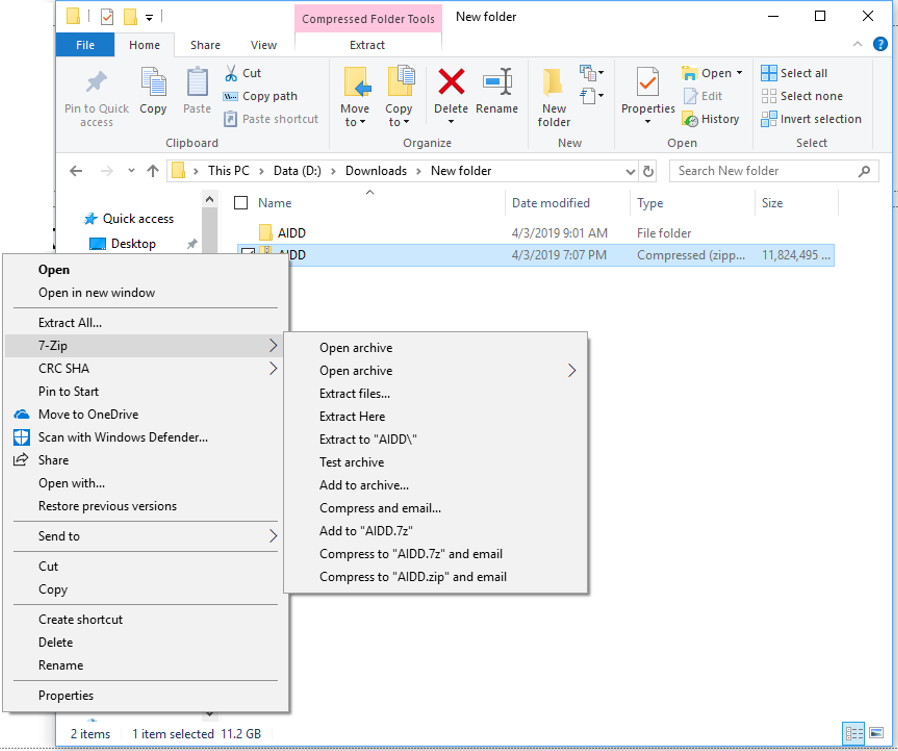 Compressed Folder Tools
New folder
File
Home
Share
View
Extract
Pin to Quick access
Copy
Paste
Cut
Copy path
Paste shortcut
Clipboard
Move to
Copy to
Delete
Rename
Organize
New folder
New
Properties
Open
Edit
History
Open
Select all
Select none
Invert selection
Select
This PC > Data (D:) > Downloads > New folder
Search New folder
Quick access
Desktop
Name
Date modified
Type
Size
AIDD 4/3/2019 9:01 AM File folder
AIDD 4/3/2019 7:07 PM Compressed (zipp... 11,824,495 ...
Open
Open in new window
Extract All...
7-Zip
CRC SHA
Pin to Start
Move to OneDrive
Scan with Windows Defender...
Share
Open with...
Restore previous versions
Send to
Cut
Copy
Create shortcut
Delete
Rename
Properties
Open archive
Open archive
Extract files...
Extract Here
Extract to "AIDD\"
Test archive
Add to archive...
Compress and email...
Add to "AIDD.7z"
Compress to "AIDD.7z" and email
Compress to "AIDD.zip" and email
2 items 1 item selected 11.2 GB